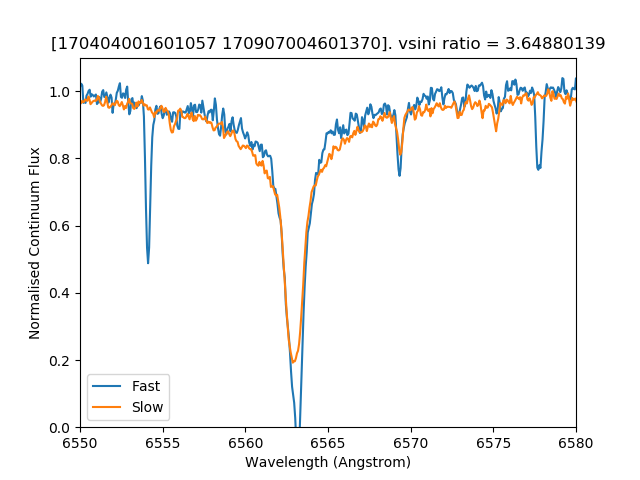 [170404001601057 170907004601370]. vsini ratio = 3.64880139
Normalised Continuum Flux
1.0
0.8
0.6
0.4
0.2
0.0
Fast
Slow
6550 6555 6560 6565 6570 6575 6580
Wavelength (Angstrom)